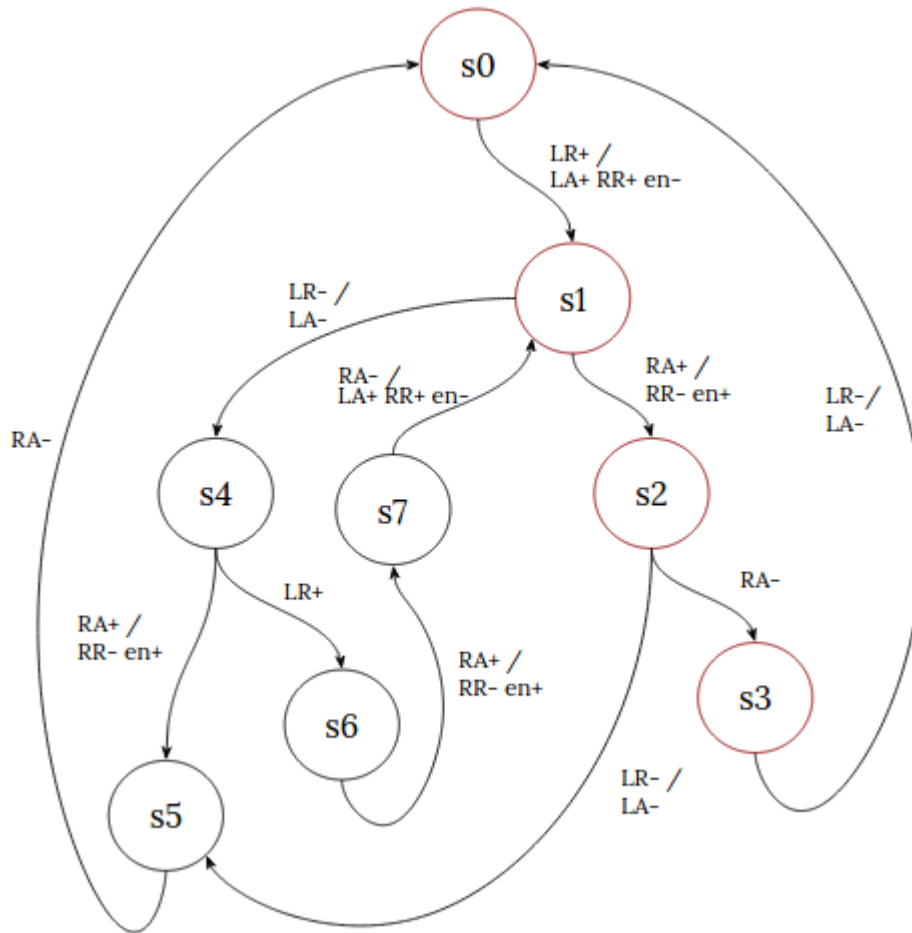 s0
LR+ /
LA+ RR+ en-
s1
LR- /
LA-
RA- /
LA+ RR+ en-
RA+ /
RR- en+
LR- /
LA-
RA-
s4
s7
s2
LR+
RA-
RA+ /
RR- en+
RA+ /
RR- en+
s6
s3
LR- /
LA-
s5